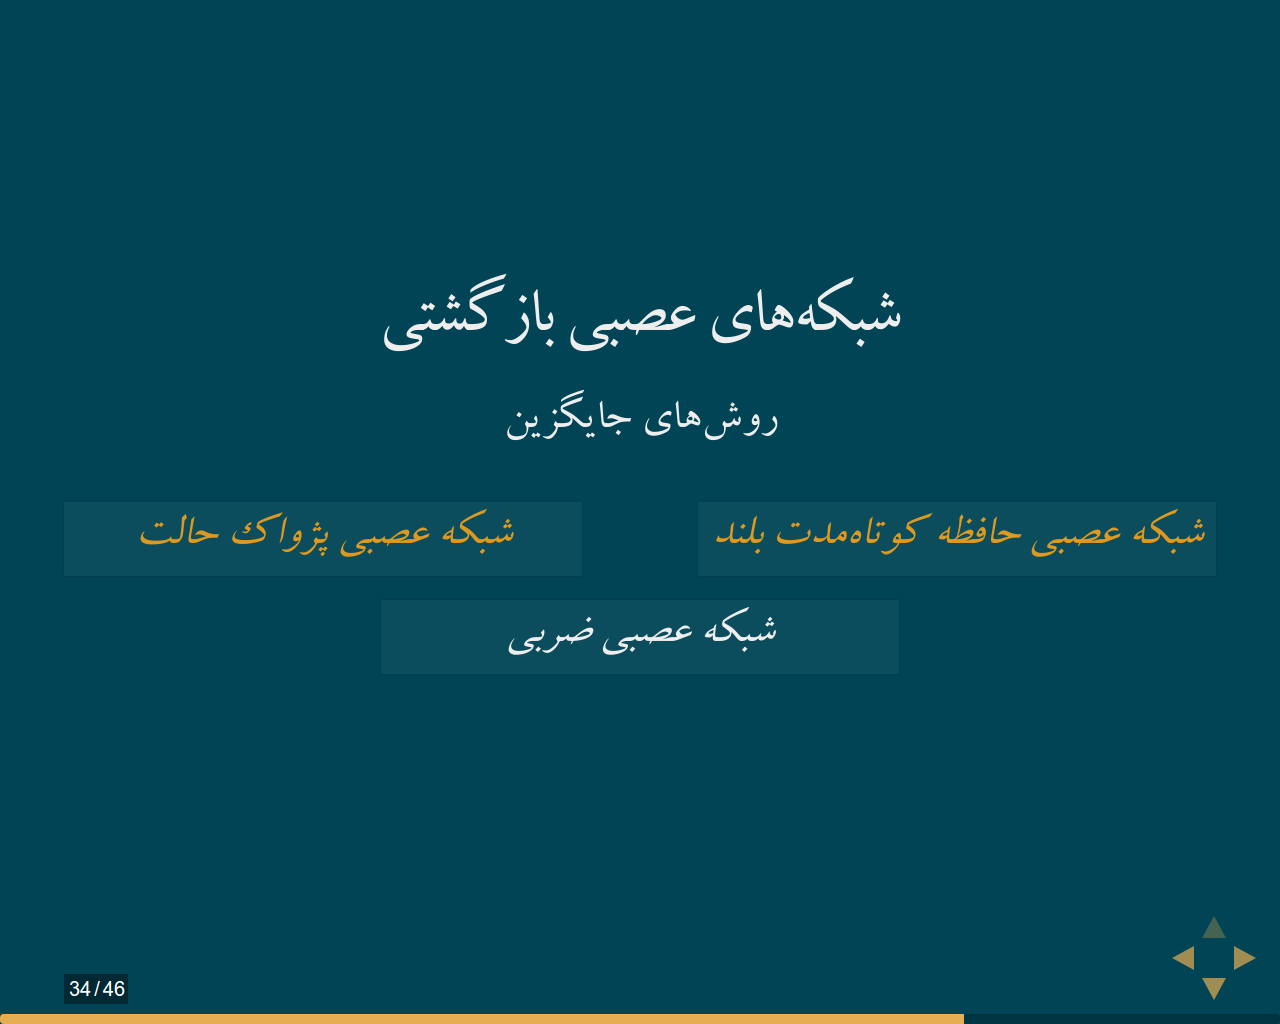 شبکه‌های عصبی بازگشتی
روش‌های جایگزین
شبکه عصبی حافظه کوتاه‌مدت بلند
شبکه عصبی پژواک حالت
شبکه عصبی ضربی
34 / 46